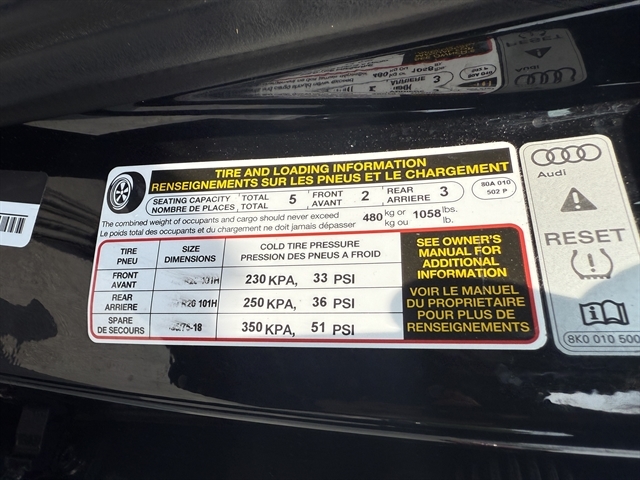 TIRE AND LOADING INFORMATION
RENSEIGNEMENTS SUR LES PNEUS ET LE CHARGEMENT
SEATING CAPACITY TOTAL 5 FRONT 2 REAR 3
NOMBRE DE PLACES TOTAL AVANT ARRIERE
80A 010
502 P
The combined weight of occupants and cargo should never exceed 480 kg or 1058 lbs.
Le poids total des occupants et du chargement ne doit jamais dépasser kg ou lb.
TIRE SIZE COLD TIRE PRESSURE
PNEU DIMENSIONS PRESSION DES PNEUS A FROID
FRONT
AVANT 101H 230 KPA, 33 PSI
REAR
ARRIERE R20 101H 250 KPA, 36 PSI
SPARE
DE SECOURS 350 KPA, 51 PSI
SEE OWNER'S
MANUAL FOR
ADDITIONAL
INFORMATION
VOIR LE MANUEL
DU PROPRIETAIRE
POUR PLUS DE
RENSEIGNEMENTS
Audi
RESET
8K0 010 500